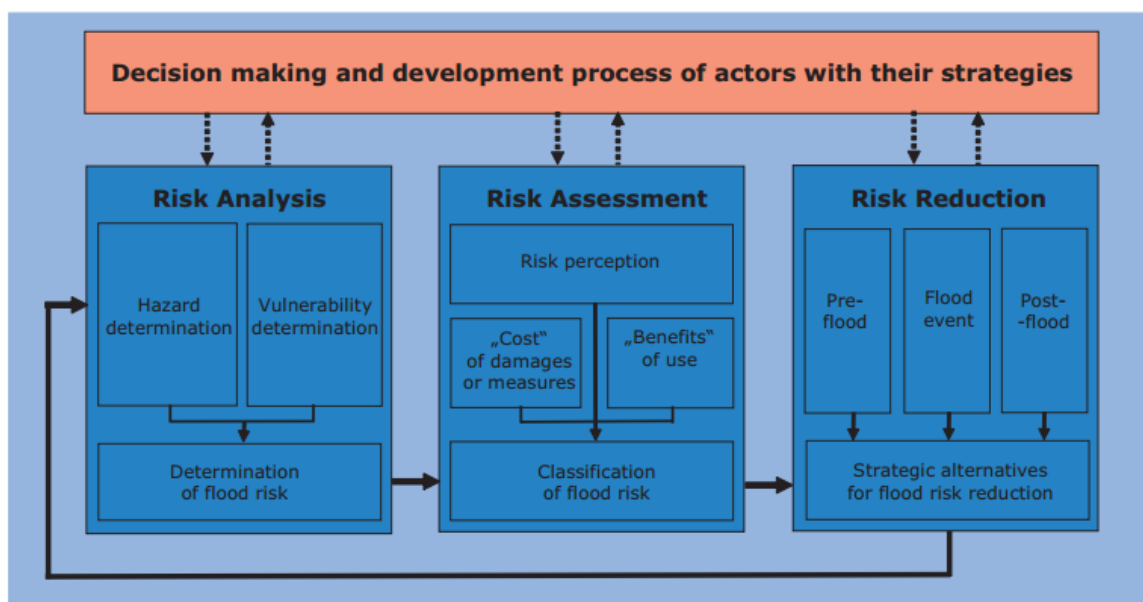 Decision making and development process of actors with their strategies
Risk Analysis
Hazard
determination
Vulnerability
determination
Determination
of flood risk
Risk Assessment
Risk perception
„Cost“
of damages
or measures
„Benefits“
of use
Classification
of flood risk
Risk Reduction
Pre-
flood
Flood
event
Post-
-flood
Strategic alternatives
for flood risk reduction